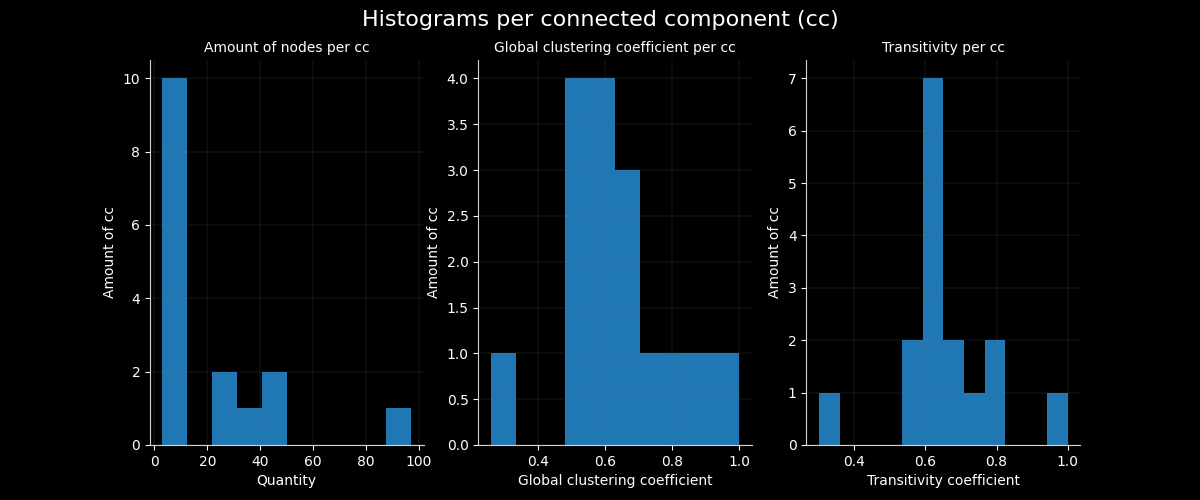 Histograms per connected component (cc)
Amount of nodes per cc
Amount of cc
10
8
6
4
2
0
0 20 40 60 80 100
Quantity
Global clustering coefficient per cc
Amount of cc
4.0
3.5
3.0
2.5
2.0
1.5
1.0
0.5
0.0
0.4 0.6 0.8 1.0
Global clustering coefficient
Transitivity per cc
Amount of cc
7
6
5
4
3
2
1
0
0.4 0.6 0.8 1.0
Transitivity coefficient